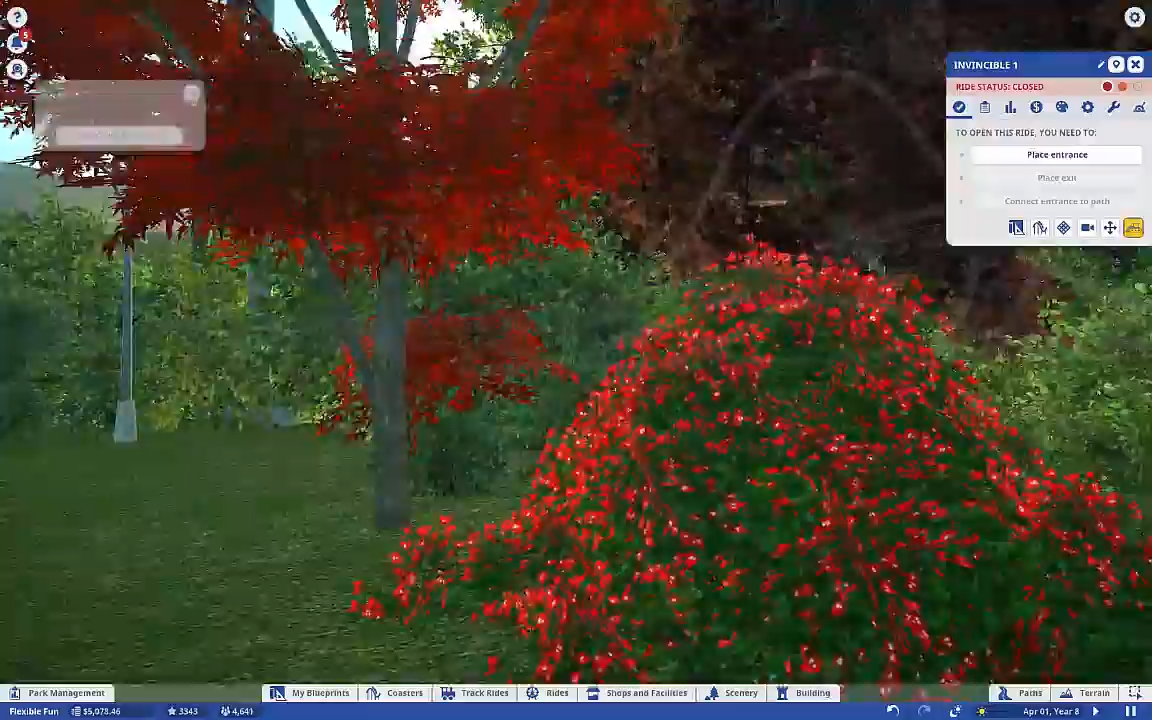 ?
5
INVINCIBLE 1
RIDE STATUS: CLOSED
TO OPEN THIS RIDE, YOU NEED TO:
Place entrance
Place exit
Connect entrance to path
Park Management
My Blueprints
Coasters
Track Rides
Rides
Shops and Facilities
Scenery
Building
Paths
Terrain
Flexible Fun
$5,078.46
3343
4,641
Apr 01, Year 8